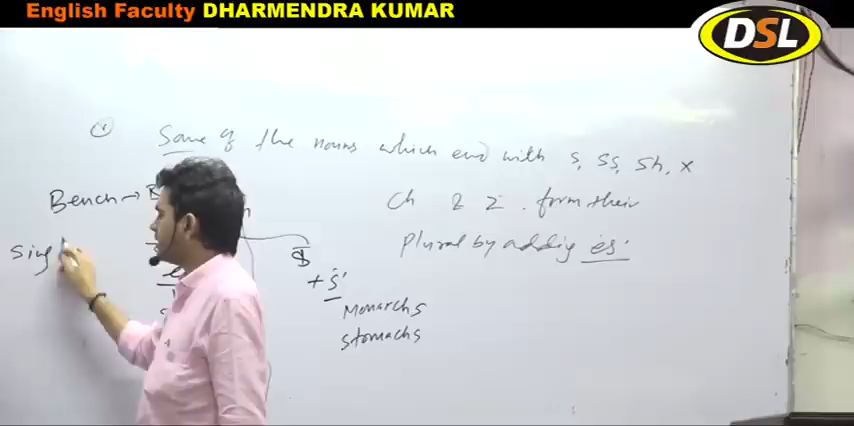 English Faculty DHARMENDRA KUMAR
DSL
Some of the nouns which end with s, ss, sh, x
ch & z . form their
plural by adding 'es'
Bench → B
Sing
+ 's'
Monarchs
Stomachs